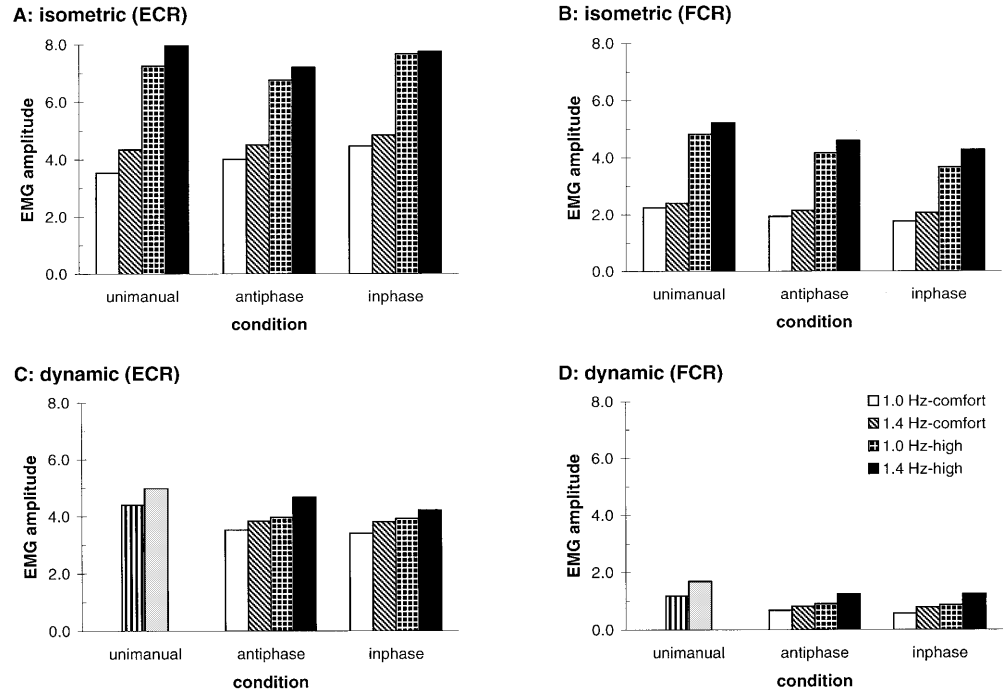 A: isometric (ECR)
8.0
6.0
4.0
2.0
0.0
EMG amplitude
unimanual antiphase inphase
condition
B: isometric (FCR)
8.0
6.0
4.0
2.0
0.0
EMG amplitude
unimanual antiphase inphase
condition
C: dynamic (ECR)
8.0
6.0
4.0
2.0
0.0
EMG amplitude
unimanual antiphase inphase
condition
D: dynamic (FCR)
8.0
6.0
4.0
2.0
0.0
EMG amplitude
1.0 Hz-comfort
1.4 Hz-comfort
1.0 Hz-high
1.4 Hz-high
unimanual antiphase inphase
condition